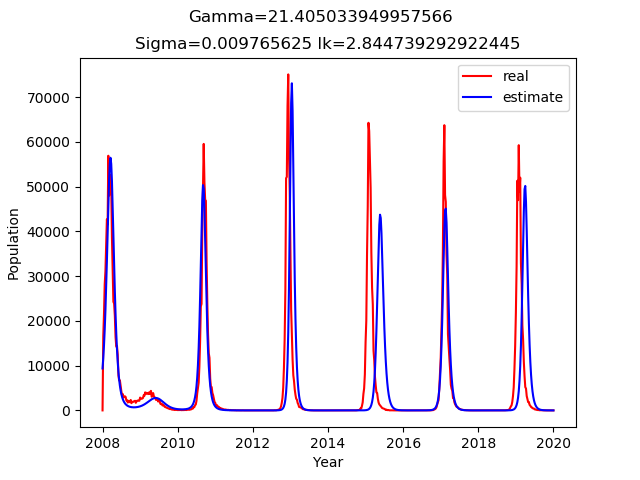 Gamma=21.405033949957566
Sigma=0.009765625 lk=2.844739292922445
real
estimate
70000
60000
50000
40000
30000
20000
10000
0
Population
2008 2010 2012 2014 2016 2018 2020
Year